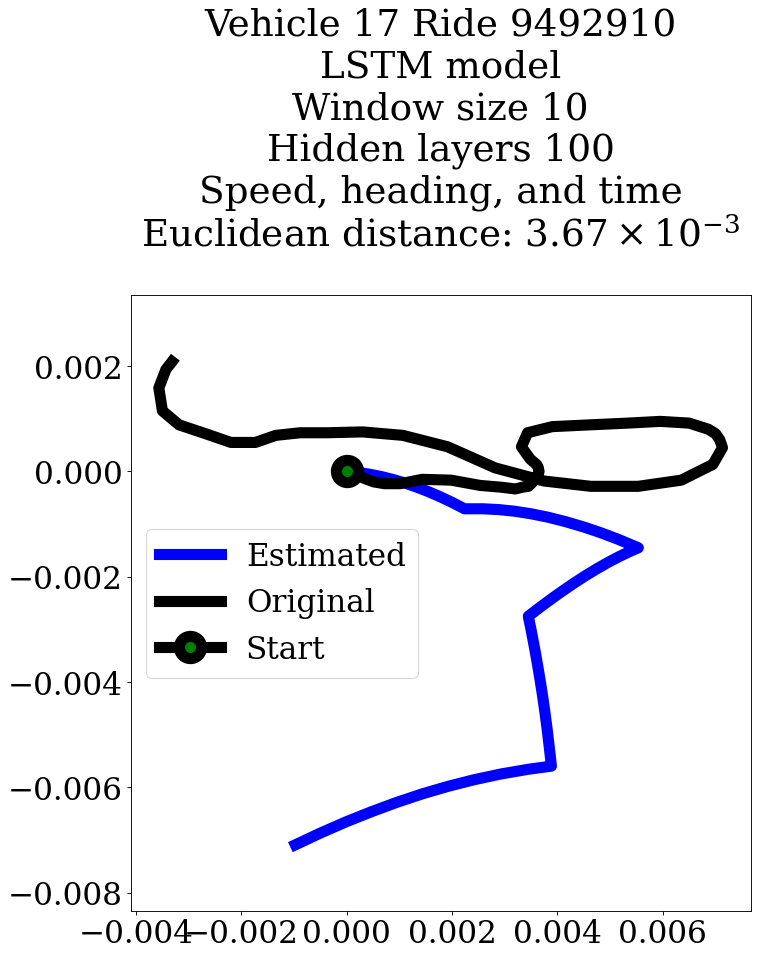 Vehicle 17 Ride 9492910
LSTM model
Window size 10
Hidden layers 100
Speed, heading, and time
Euclidean distance: 3.67 × 10⁻³
0.002
0.000
−0.002
−0.004
−0.006
−0.008
Estimated
Original
Start
−0.004 −0.002 0.000 0.002 0.004 0.006